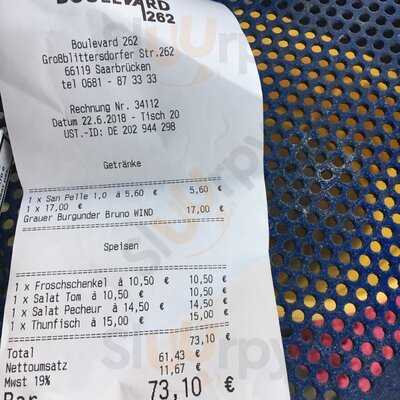 BOULEVARD
262
Boulevard 262
Großblittersdorfer Str.262
66119 Saarbrücken
tel 0681 - 87 33 33
Rechnung Nr. 34112
Datum 22.6.2018 - Tisch 20
UST.-ID: DE 202 944 298
Getränke
1 x San Pelle 1,0 à 5,60 € 5,60 €
1 x 17,00 € 17,00 €
Grauer Burgunder Bruno WIND
Speisen
1 x Froschschenkel à 10,50 € 10,50 €
1 x Salat Tom à 10,50 € 10,50 €
1 x Salat Pecheur à 14,50 € 14,50 €
1 x Thunfisch à 15,00 € 15,00 €
Total 73,10 €
Nettoumsatz 61,43 €
Mwst 19% 11,67 €
Bar 73,10 €